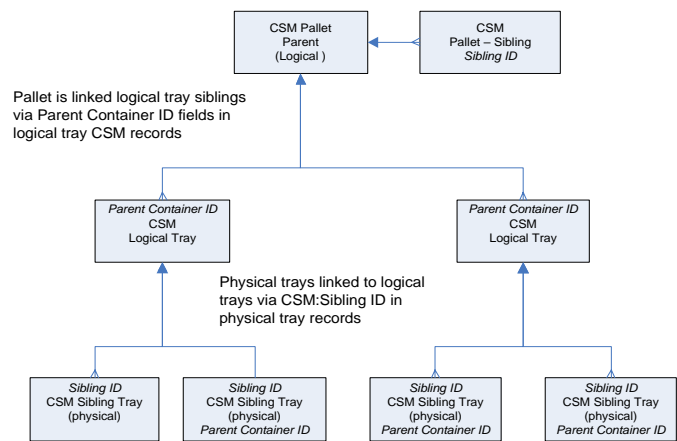 CSM Pallet
Parent
(Logical )
CSM
Pallet – Sibling
Sibling ID
Pallet is linked logical tray siblings
via Parent Container ID fields in
logical tray CSM records
Parent Container ID
CSM
Logical Tray
Parent Container ID
CSM
Logical Tray
Physical trays linked to logical
trays via CSM:Sibling ID in
physical tray records
Sibling ID
CSM Sibling Tray
(physical)
Sibling ID
CSM Sibling Tray
(physical)
Parent Container ID
Sibling ID
CSM Sibling Tray
(physical)
Parent Container ID
Sibling ID
CSM Sibling Tray
(physical)
Parent Container ID